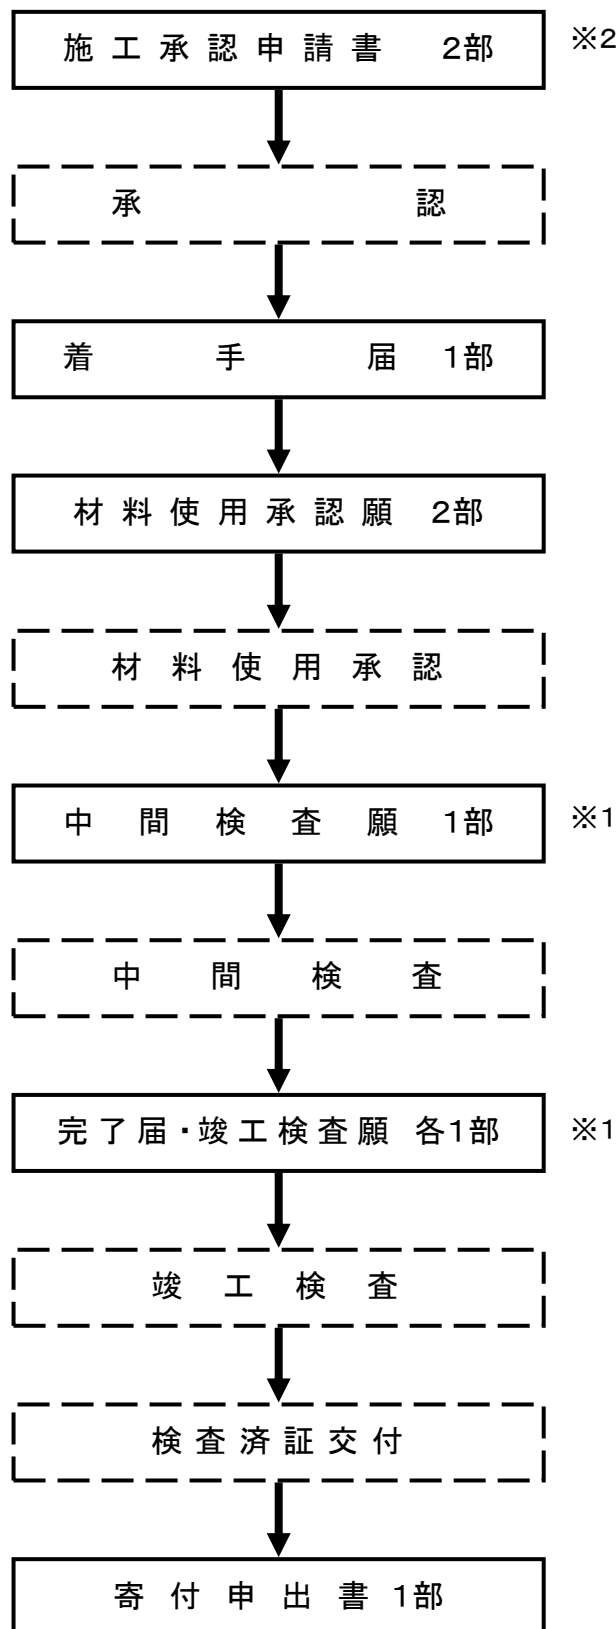 施工承認申請書 2部 ※2
承認
着手届 1部
材料使用承認願 2部
材料使用承認
中間検査願 1部 ※1
中間検査
完了届・竣工検査願 各1部 ※1
竣工検査
検査済証交付
寄付申出書 1部